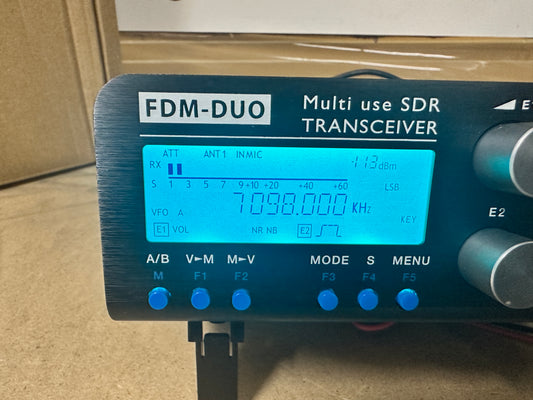 FDM-DUO
Multi use SDR
TRANSCEIVER
ATT ANT1 INMIC -113 dBm
RX
S 1 3 5 7 9 +10 +20 +40 +60 LSB
7098.000 KHz
VFO A KEY
E1 VOL NR NB E2
A/B V►M M►V MODE S MENU
M F1 F2 F3 F4 F5
E2